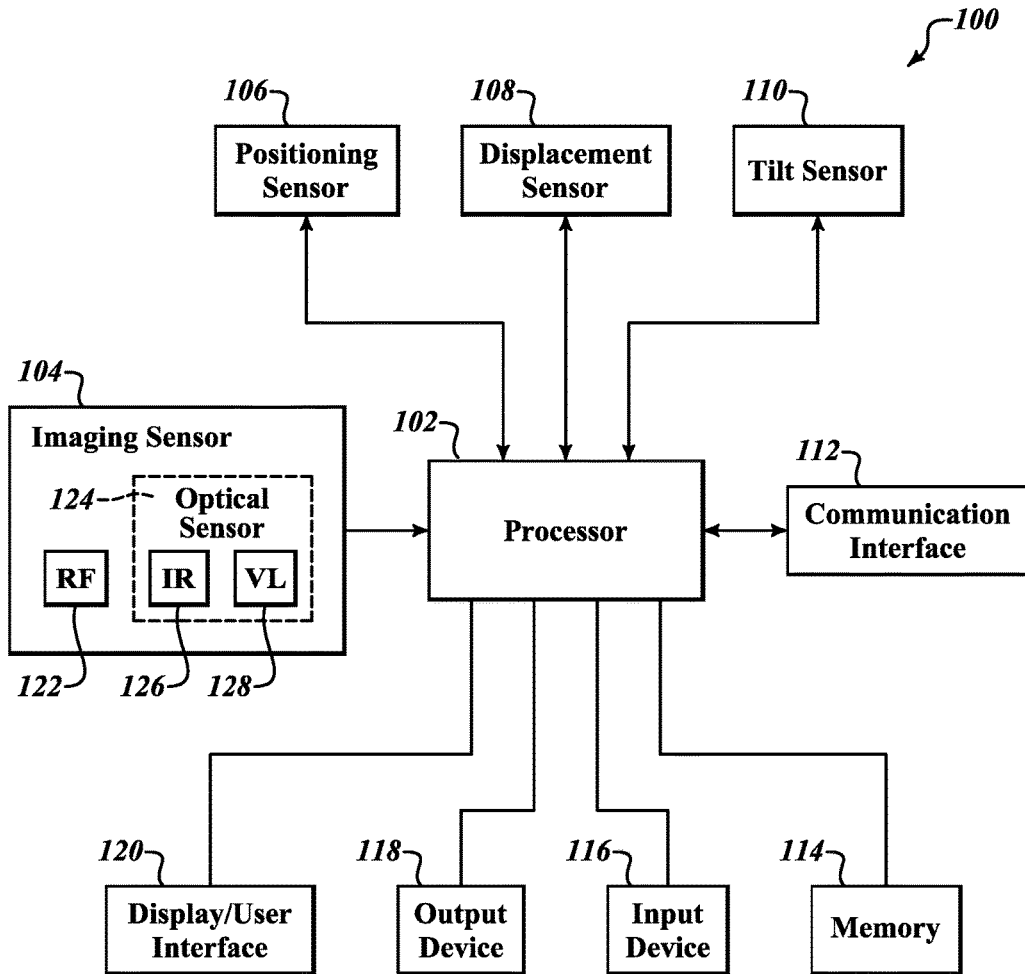 100
106
108
110
Positioning
Sensor
Displacement
Sensor
Tilt Sensor
104
Imaging Sensor
102
112
124
Optical
Sensor
Processor
Communication
Interface
RF
IR
VL
122
126
128
120
118
116
114
Display/User
Interface
Output
Device
Input
Device
Memory